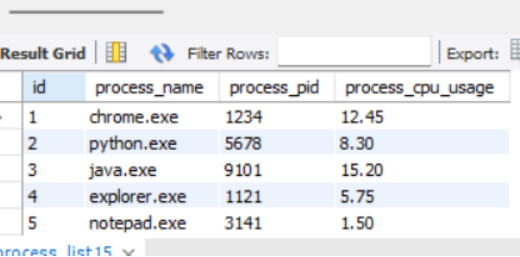 Result Grid Filter Rows: Export:
id process_name process_pid process_cpu_usage
1 chrome.exe 1234 12.45
2 python.exe 5678 8.30
3 java.exe 9101 15.20
4 explorer.exe 1121 5.75
5 notepad.exe 3141 1.50
process_list15